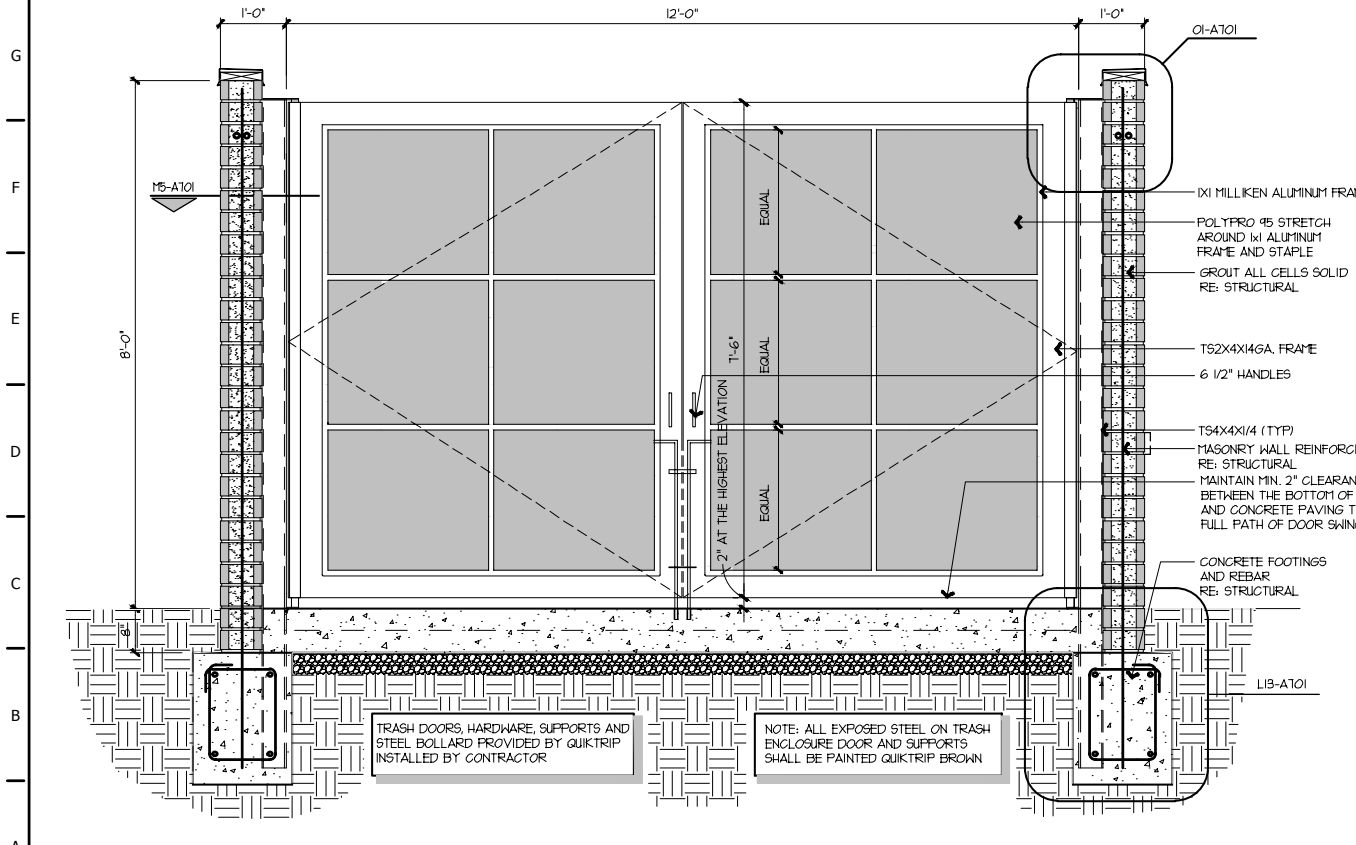 1'-0"
12'-0"
1'-0"
01-A701
G
F
E
D
C
B
M5-A701
8'-0"
8"
EQUAL
EQUAL
EQUAL
7'-6"
2" AT THE HIGHEST ELEVATION
1X1 MILLIKEN ALUMINUM
POLYPRO 95 STRETCH
AROUND 1x1 ALUMINUM
FRAME AND STAPLE
GROUT ALL CELLS SOLID
RE: STRUCTURAL
TS2X4X14GA. FRAME
6 1/2" HANDLES
TS4X4X1/4 (TYP)
MASONRY WALL
RE: STRUCTURAL
MAINTAIN MIN. 2"
BETWEEN THE BOTTOM OF
AND CONCRETE PAVING
FULL PATH OF DOOR
CONCRETE FOOTINGS
AND REBAR
RE: STRUCTURAL
L13-A701
TRASH DOORS, HARDWARE, SUPPORTS AND
STEEL BOLLARD PROVIDED BY QUIKTRIP
INSTALLED BY CONTRACTOR
NOTE: ALL EXPOSED STEEL ON TRASH
ENCLOSURE DOOR AND SUPPORTS
SHALL BE PAINTED QUIKTRIP BROWN